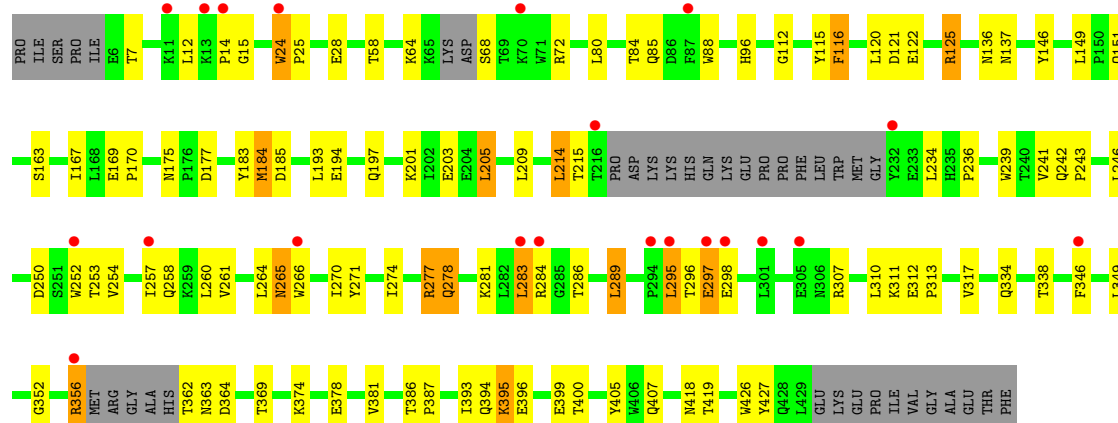 PRO ILE SER PRO ILE E6 T7 K11 L12 K13 P14 G15 W24 P25 E28 T58 K64 K65 LYS ASP S68 T69 K70 W71 R72 L80 T84 Q85 D86 F87 W88 H96 G112 Y115 F116 L120 D121 E122 R125 N136 N137 Y146 L149 P150 Q151
S163 I167 L168 E169 P170 N175 P176 D177 Y183 M184 D185 L193 E194 Q197 K201 I202 E203 E204 L205 L209 L214 T215 T216 PRO ASP LYS LYS HIS GLN LYS GLU PRO PRO PHE LEU TRP MET GLY Y232 E233 L234 H235 P236 W239 T240 V241 Q242 P243 L246
D250 S251 W252 T253 V254 I257 Q258 K259 L260 V261 L264 N265 W266 I270 Y271 I274 R277 Q278 K281 L282 L283 R284 G285 T286 L289 P294 L295 T296 E297 E298 L301 E305 N306 R307 L310 K311 E312 P313 V317 Q334 T338 F346 L349
G352 R356 MET ARG GLY ALA HIS T362 N363 D364 T369 K374 E378 V381 T386 P387 I393 Q394 K395 E396 E399 T400 Y405 W406 Q407 N418 T419 W426 Y427 Q428 L429 GLU LYS GLU PRO ILE VAL GLY ALA GLU THR PHE